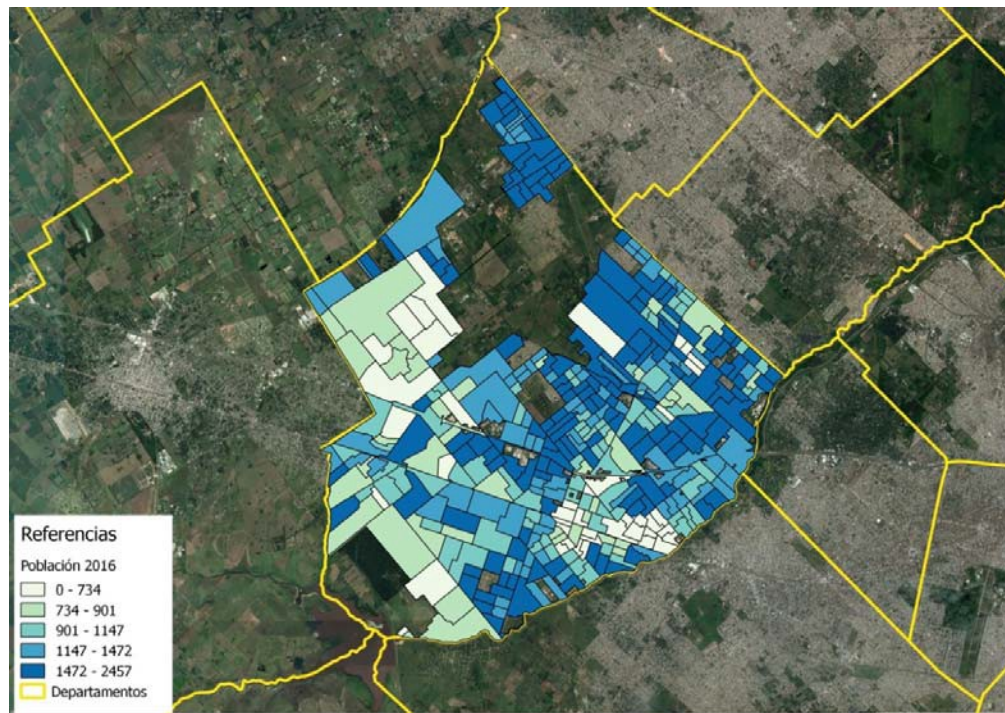 Referencias
Población 2016
0 - 734
734 - 901
901 - 1147
1147 - 1472
1472 - 2457
Departamentos